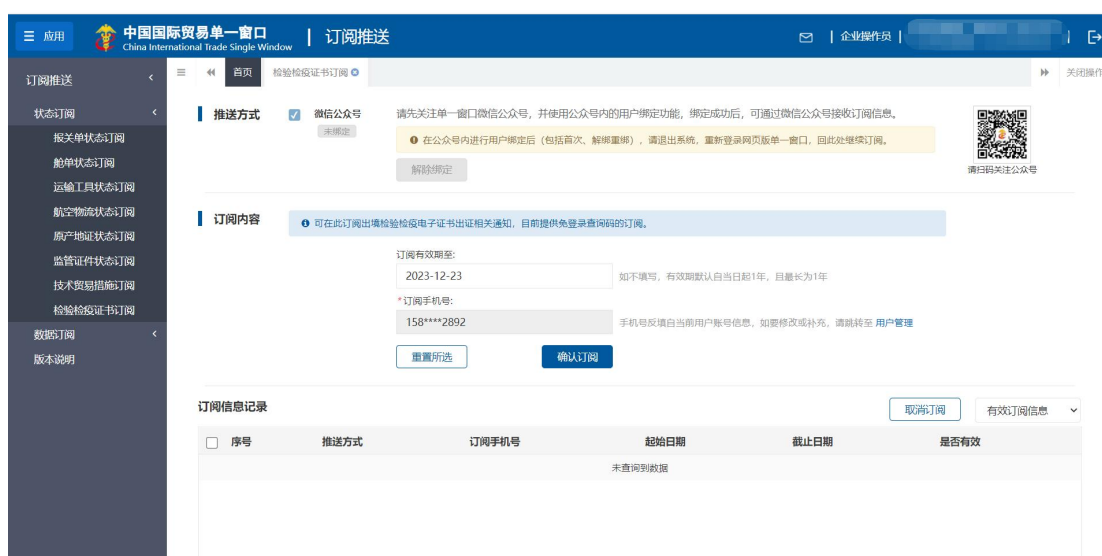 应用
中国国际贸易单一窗口
China International Trade Single Window
订阅推送
企业操作员
订阅推送
首页
检验检疫证书订阅
关闭操作
状态订阅
报关单状态订阅
舱单状态订阅
运输工具状态订阅
航空物流状态订阅
原产地证状态订阅
监管证件状态订阅
技术贸易措施订阅
检验检疫证书订阅
数据订阅
版本说明
推送方式
微信公众号
未绑定
请先关注单一窗口微信公众号，并使用公众号内的用户绑定功能，绑定成功后，可通过微信公众号接收订阅信息。
在公众号内进行用户绑定后（包括首次、解绑重绑），请退出系统，重新登录网页版单一窗口，回此处继续订阅。
解除绑定
请扫码关注公众号
订阅内容
可在此订阅出境检验检疫电子证书出证相关通知，目前提供免登录查询码的订阅。
订阅有效期至:
2023-12-23
如不填写，有效期默认自当日起1年，且最长为1年
*订阅手机号:
158****2892
手机号反填自当前用户账号信息，如要修改或补充，请跳转至 用户管理
重置所选
确认订阅
订阅信息记录
取消订阅
有效订阅信息
序号 推送方式 订阅手机号 起始日期 截止日期 是否有效
未查询到数据